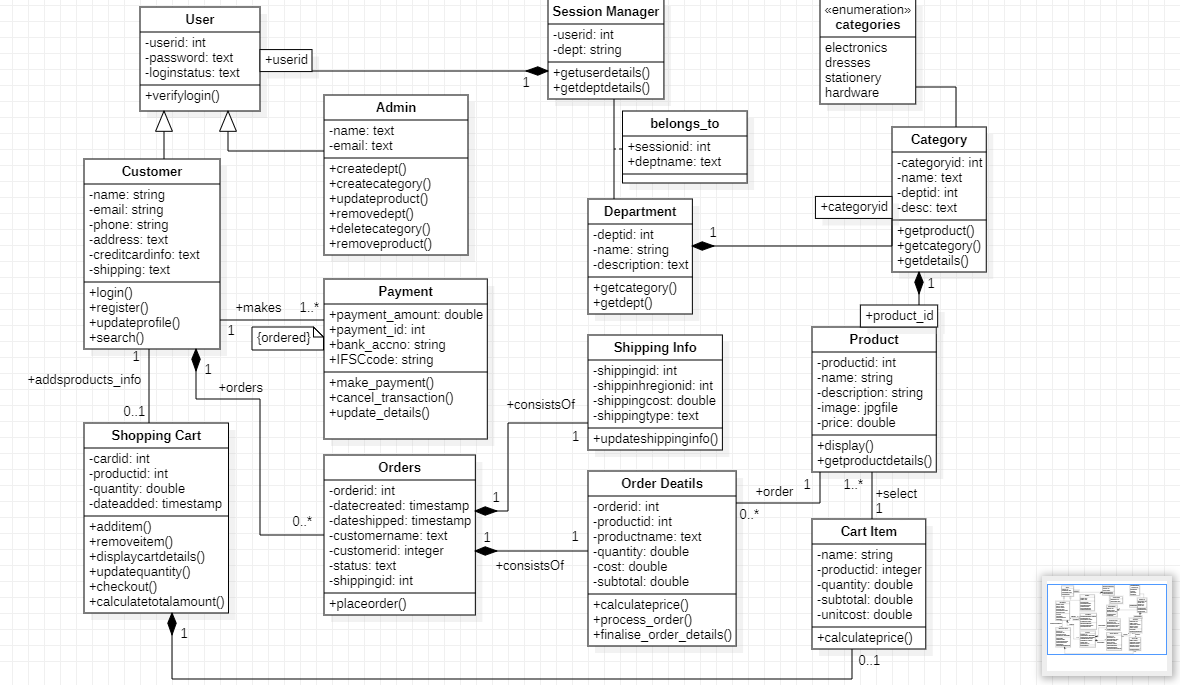 User
-userid: int
-password: text
-loginstatus: text
+verifylogin()
+userid
1
Session Manager
-userid: int
-dept: string
+getuserdetails()
+getdeptdetails()
«enumeration»
categories
electronics
dresses
stationery
hardware
Admin
-name: text
-email: text
+createdept()
+createcategory()
+updateproduct()
+removedept()
+deletecategory()
+removeproduct()
belongs_to
+sessionid: int
+deptname: text
Category
-categoryid: int
-name: text
-deptid: int
-desc: text
+getproduct()
+getcategory()
+getdetails()
+categoryid
Customer
-name: string
-email: string
-phone: string
-address: text
-creditcardinfo: text
-shipping: text
+login()
+register()
+updateprofile()
+search()
Department
-deptid: int
-name: string
-description: text
+getcategory()
+getdept()
1
1
+product_id
+makes
1..*
1
{ordered}
Payment
+payment_amount: double
+payment_id: int
+bank_accno: string
+IFSCcode: string
+make_payment()
+cancel_transaction()
+update_details()
Shipping Info
-shippingid: int
-shippinhregionid: int
-shippingcost: double
-shippingtype: text
+updateshippinginfo()
Product
-productid: int
-name: string
-description: string
-image: jpgfile
-price: double
+display()
+getproductdetails()
1
+addsproducts_info
0..1
1
+orders
0..*
+consistsOf
1
1
Shopping Cart
-cardid: int
-productid: int
-quantity: double
-dateadded: timestamp
+additem()
+removeitem()
+displaycartdetails()
+updatequantity()
+checkout()
+calculatetotalamount()
Orders
-orderid: int
-datecreated: timestamp
-dateshipped: timestamp
-customername: text
-customerid: integer
-status: text
-shippingid: int
+placeorder()
1
1
+consistsOf
Order Deatils
-orderid: int
-productid: int
-productname: text
-quantity: double
-cost: double
-subtotal: double
+calculateprice()
+process_order()
+finalise_order_details()
+order
1
0..*
1..*
+select
1
Cart Item
-name: string
-productid: integer
-quantity: double
-subtotal: double
-unitcost: double
+calculateprice()
1
0..1